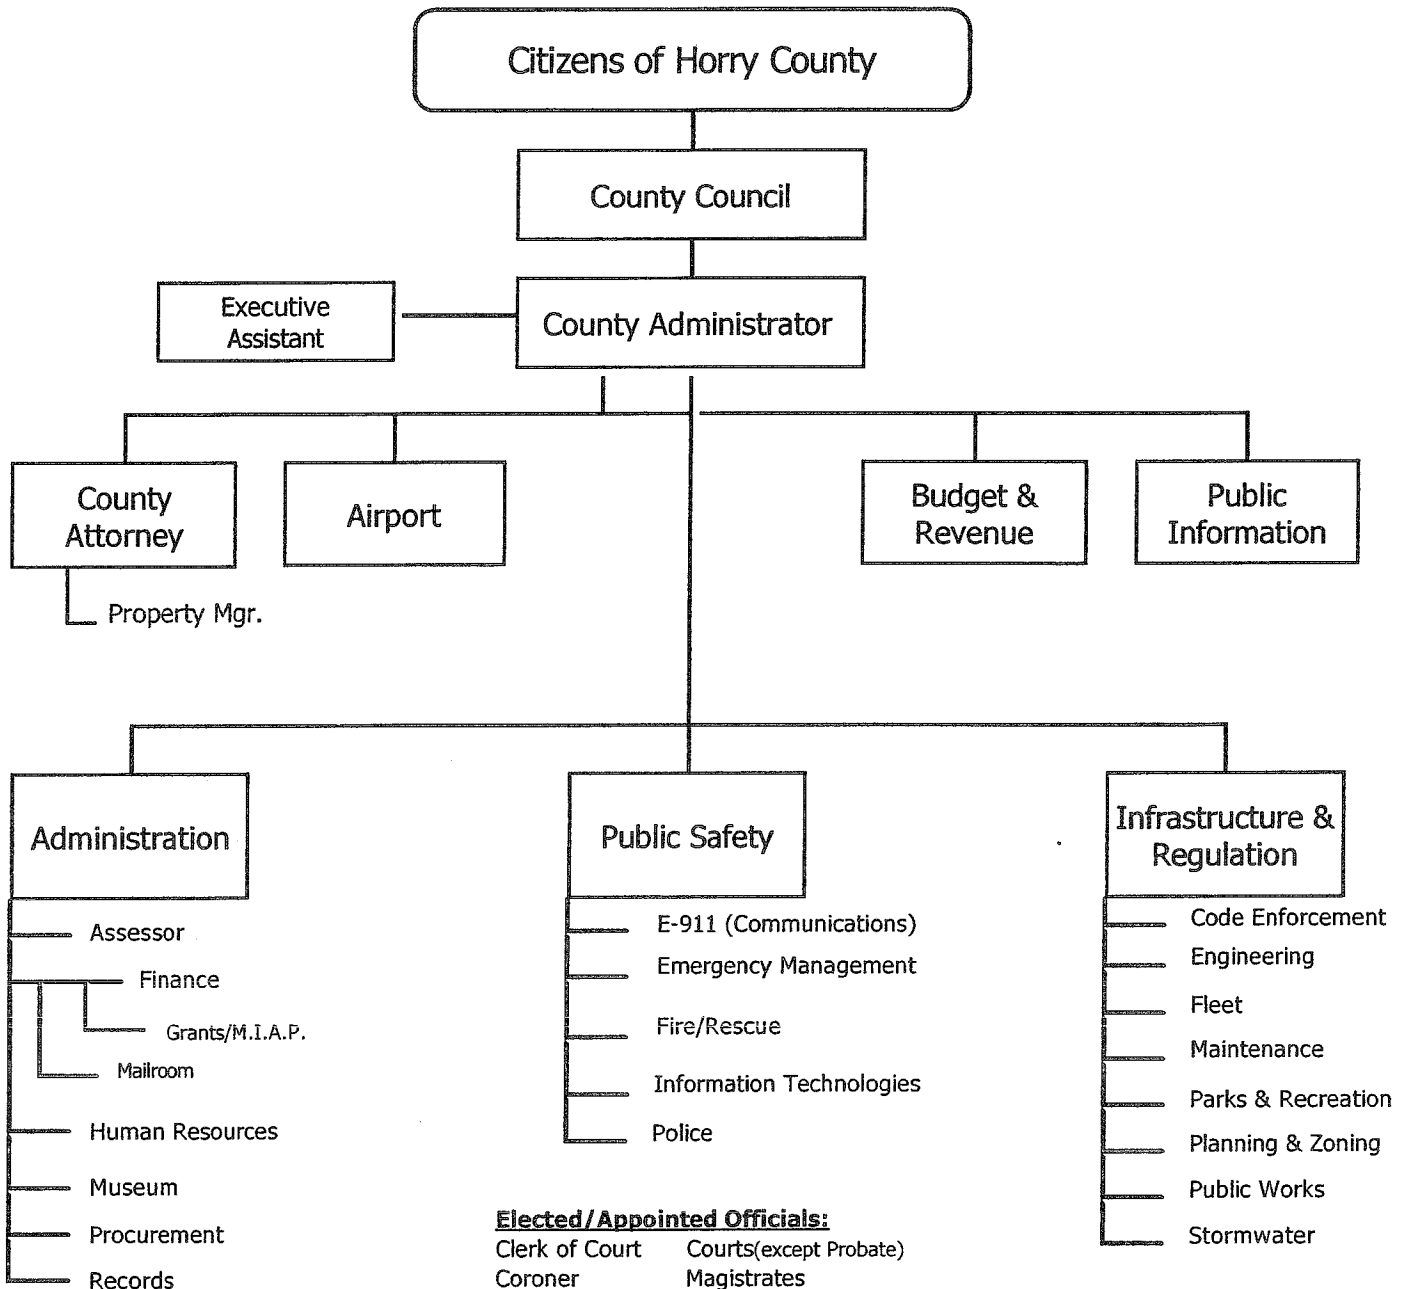 Citizens of Horry County
County Council
Executive
Assistant
County Administrator
County
Attorney
Airport
Budget &
Revenue
Public
Information
Property Mgr.
Administration
Public Safety
Infrastructure &
Regulation
Assessor
Finance
Grants/M.I.A.P.
Mailroom
Human Resources
Museum
Procurement
Records
E-911 (Communications)
Emergency Management
Fire/Rescue
Information Technologies
Police
Code Enforcement
Engineering
Fleet
Maintenance
Parks & Recreation
Planning & Zoning
Public Works
Stormwater
Elected/Appointed Officials:
Clerk of Court Courts(except Probate)
Coroner Magistrates